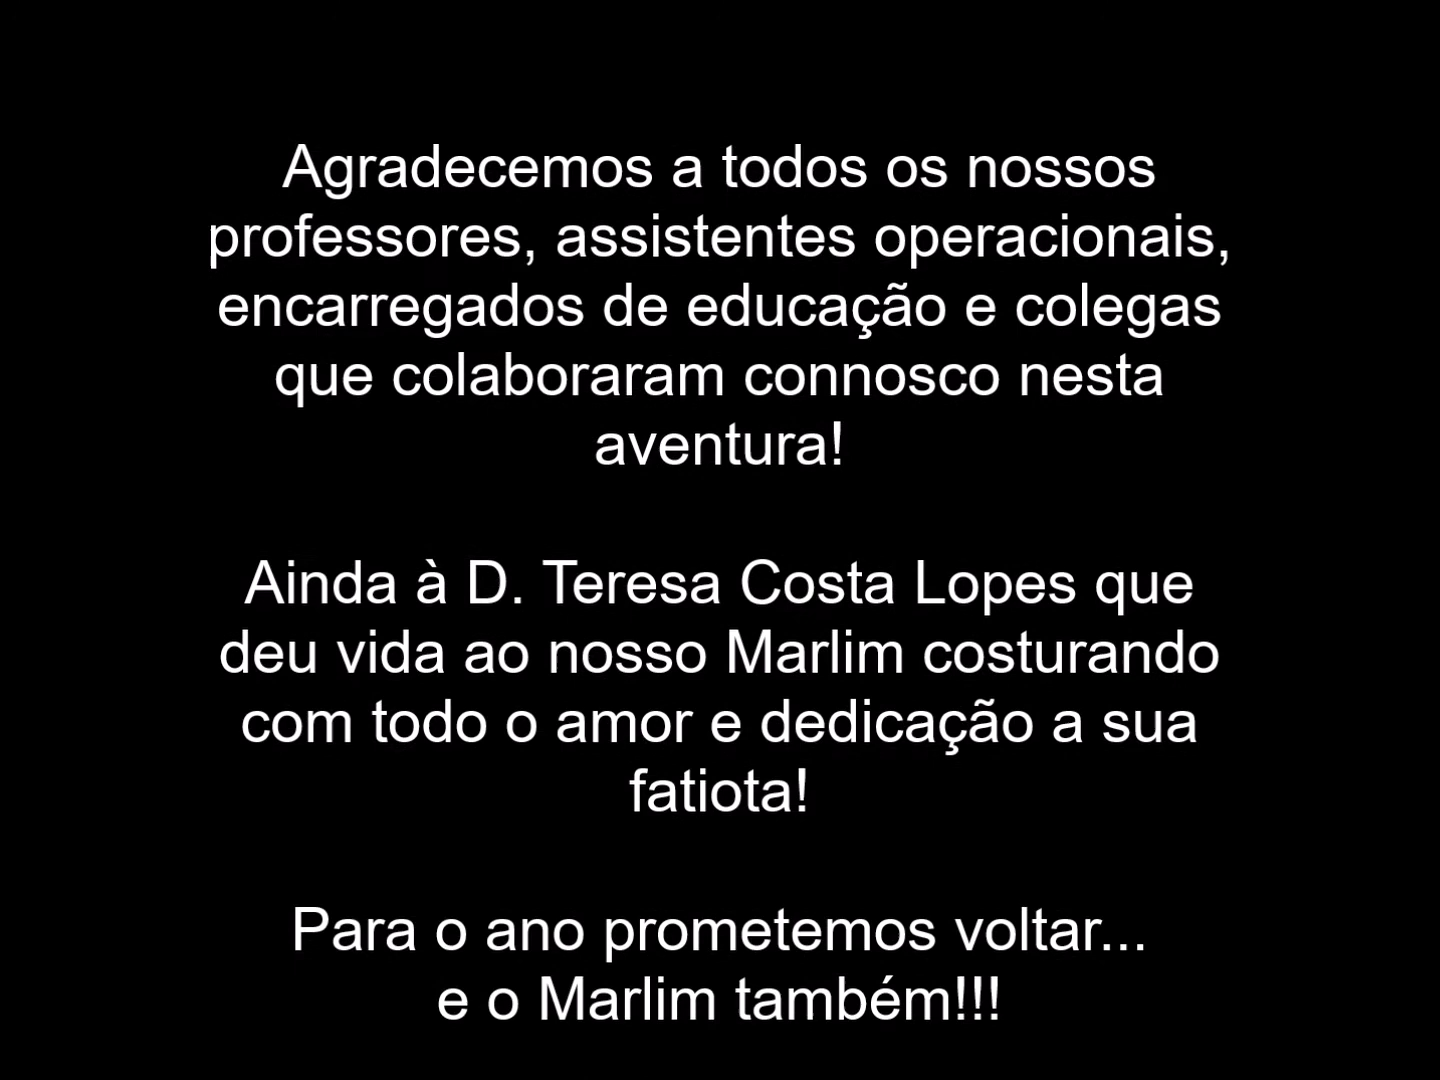 Agradecemos a todos os nossos
professores, assistentes operacionais,
encarregados de educação e colegas
que colaboraram connosco nesta
aventura!
Ainda à D. Teresa Costa Lopes que
deu vida ao nosso Marlim costurando
com todo o amor e dedicação a sua
fatiota!
Para o ano prometemos voltar...
e o Marlim também!!!